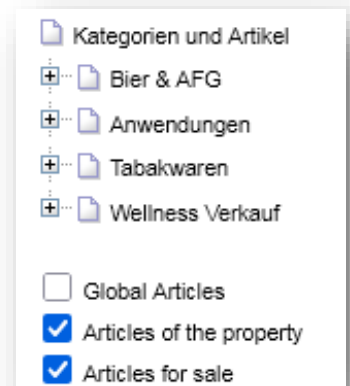 Kategorien und Artikel
Bier & AFG
Anwendungen
Tabakwaren
Wellness Verkauf
Global Articles
Articles of the property
Articles for sale